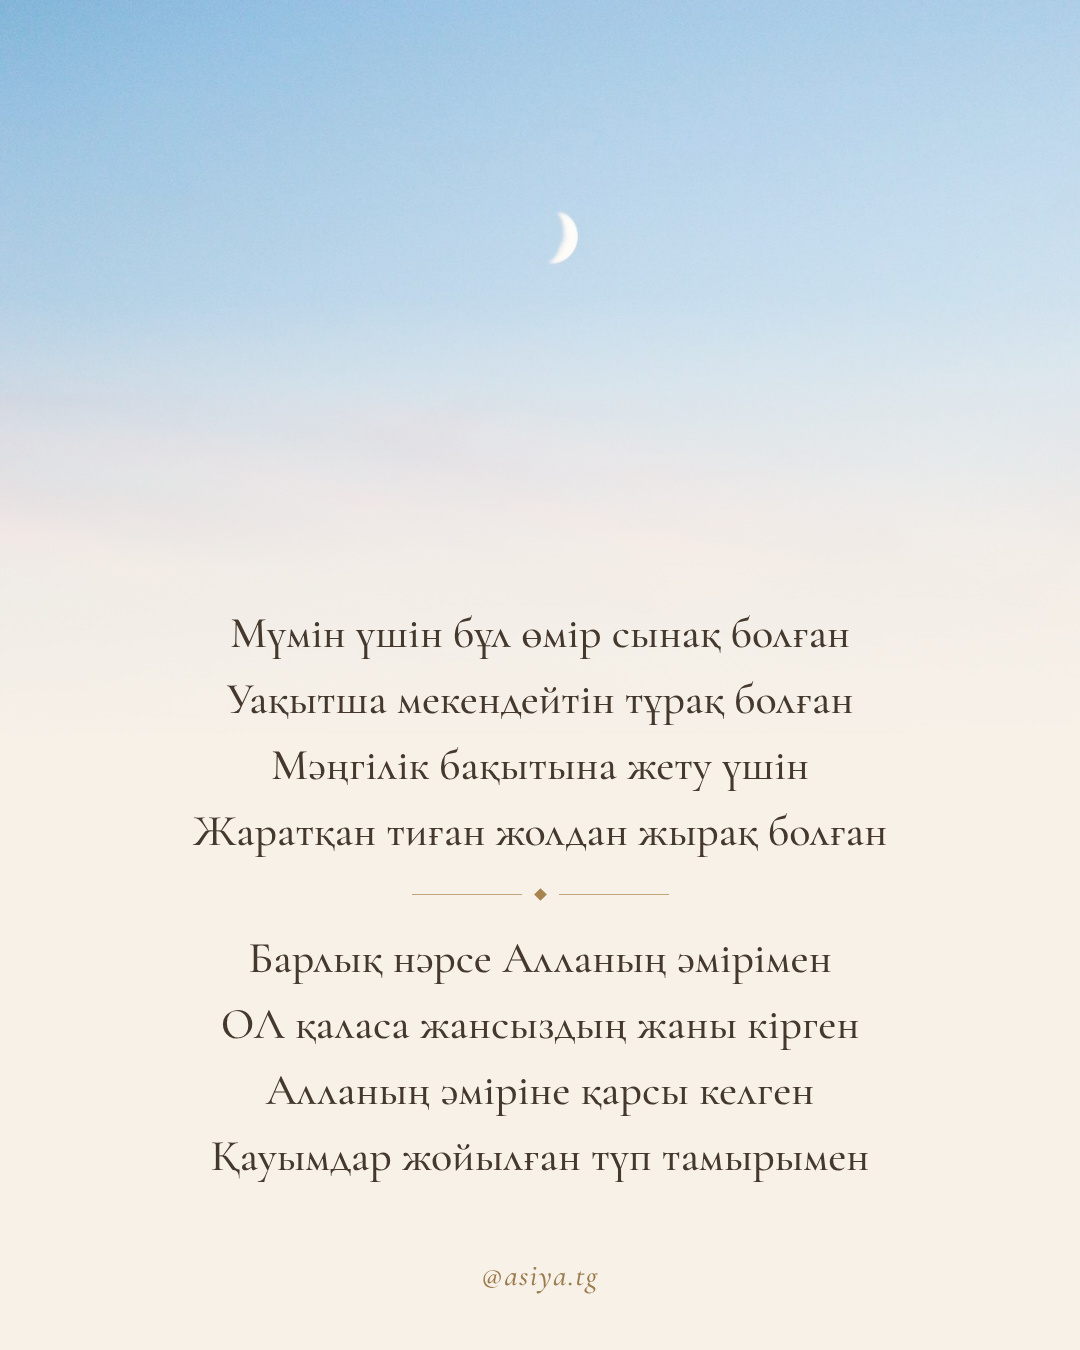 Мүмін үшін бұл өмір сынақ болған
Уақытша мекендейтін тұрақ болған
Мәңгілік бақытына жету үшін
Жаратқан тиған жолдан жырақ болған
Барлық нәрсе Алланың әмірімен
ОЛ қаласа жансыздың жаны кірген
Алланың әміріне қарсы келген
Қауымдар жойылған түп тамырымен
@asiya.tg